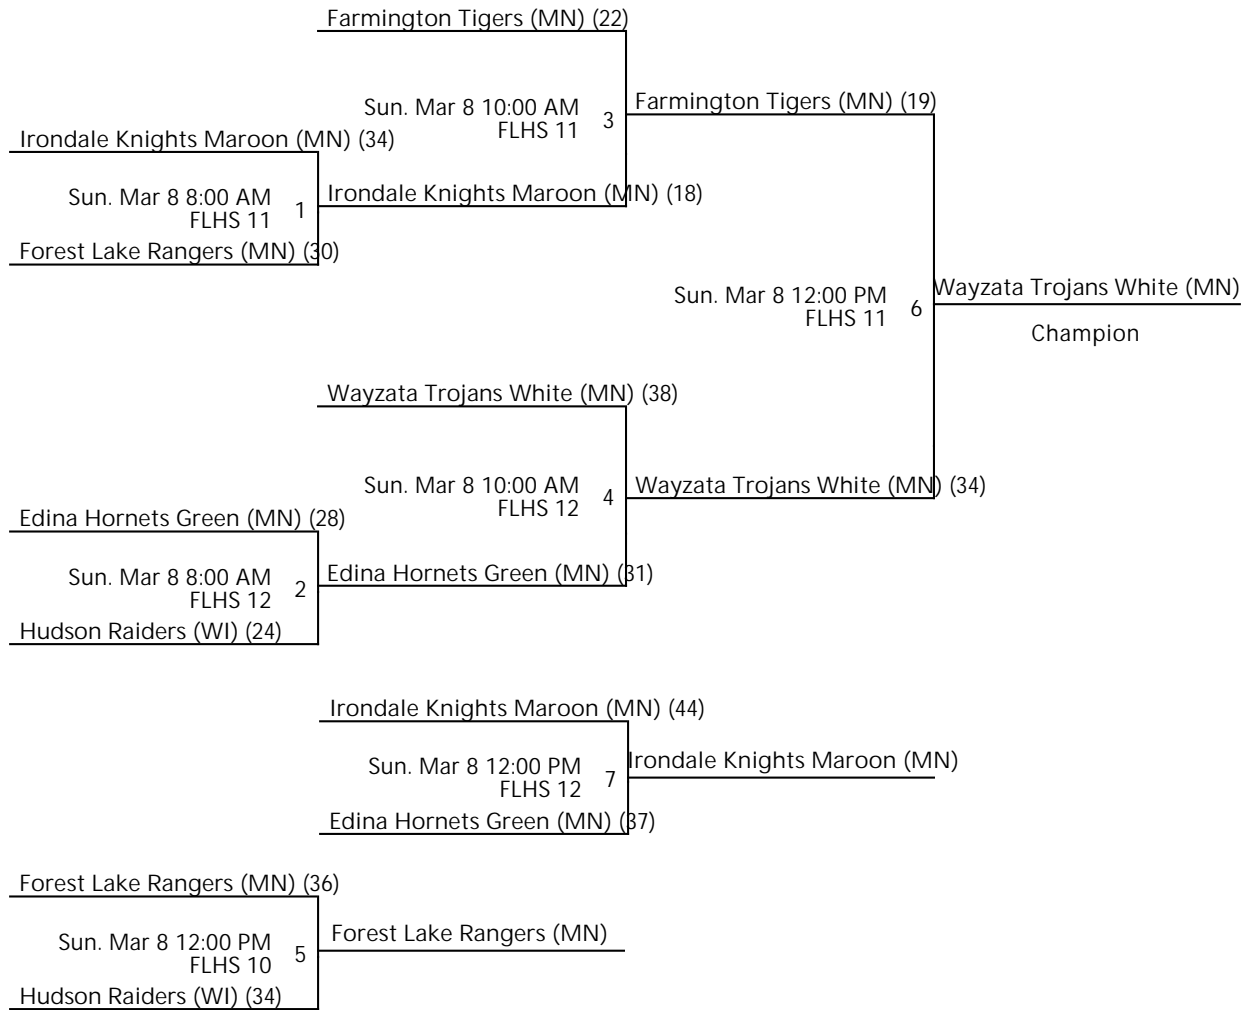 Farmington Tigers (MN) (22)
Sun. Mar 8 10:00 AM
FLHS 11
3
Farmington Tigers (MN) (19)
Irondale Knights Maroon (MN) (34)
Sun. Mar 8 8:00 AM
FLHS 11
1
Irondale Knights Maroon (MN) (18)
Forest Lake Rangers (MN) (30)
Sun. Mar 8 12:00 PM
FLHS 11
6
Wayzata Trojans White (MN)
Champion
Wayzata Trojans White (MN) (38)
Sun. Mar 8 10:00 AM
FLHS 12
4
Wayzata Trojans White (MN) (34)
Edina Hornets Green (MN) (28)
Sun. Mar 8 8:00 AM
FLHS 12
2
Edina Hornets Green (MN) (31)
Hudson Raiders (WI) (24)
Irondale Knights Maroon (MN) (44)
Sun. Mar 8 12:00 PM
FLHS 12
7
Irondale Knights Maroon (MN)
Edina Hornets Green (MN) (37)
Forest Lake Rangers (MN) (36)
Sun. Mar 8 12:00 PM
FLHS 10
5
Forest Lake Rangers (MN)
Hudson Raiders (WI) (34)